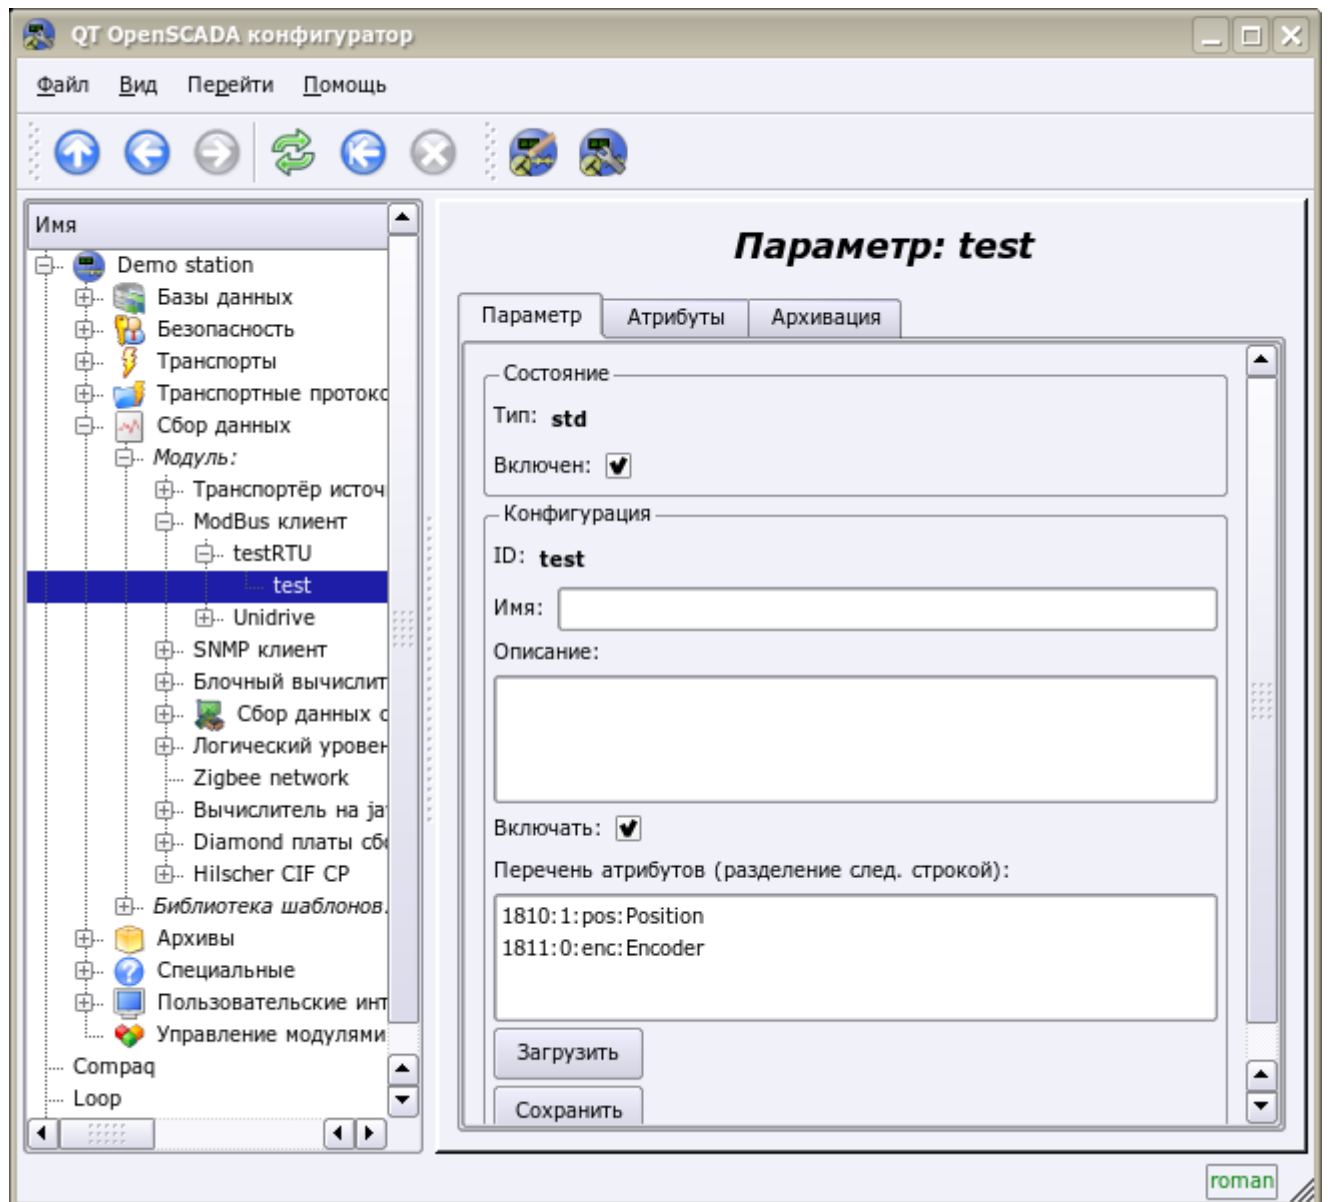 QT OpenSCADA конфигуратор
Файл Вид Перейти Помощь
Имя
Demo station
Базы данных
Безопасность
Транспорты
Транспортные протоко
Сбор данных
Модуль:
Транспортёр источ
ModBus клиент
testRTU
test
Unidrive
SNMP клиент
Блочный вычислит
Сбор данных с
Логический уровен
Zigbee network
Вычислитель на ja
Diamond платы сб
Hilscher CIF CP
Библиотека шаблонов.
Архивы
Специальные
Пользовательские инт
Управление модулями
Compaq
Loop
Параметр: test
Параметр Атрибуты Архивация
Состояние
Тип: std
Включен:
Конфигурация
ID: test
Имя:
Описание:
Включать:
Перечень атрибутов (разделение след. строкой):
1810:1:pos:Position
1811:0:enc:Encoder
Загрузить
Сохранить
roman